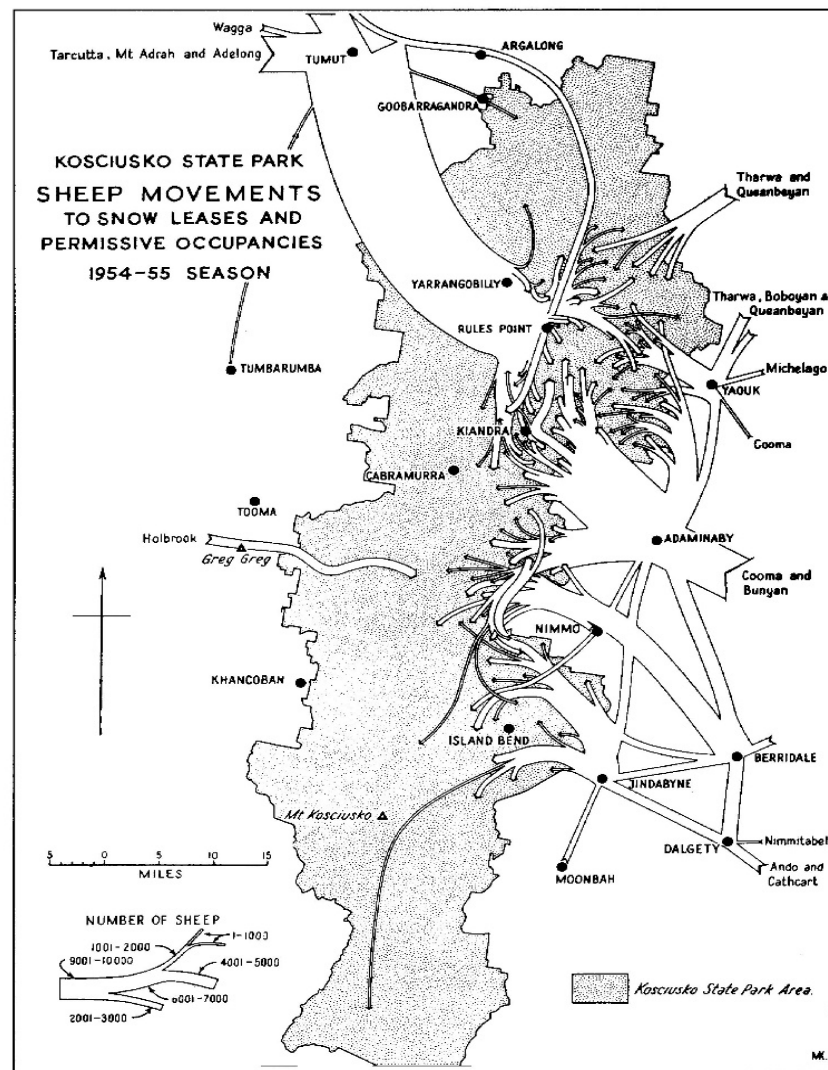 Wagga
Tarcutta, Mt Adrah and Adelong
TUMUT
ARGALONG
GOOBARRAGANDRA
KOSCIUSKO STATE PARK
SHEEP MOVEMENTS
TO SNOW LEASES AND
PERMISSIVE OCCUPANCIES
1954-55 SEASON
Tharwa and
Queanbeyan
YARRANGOBILLY
Tharwa, Boboyan &
Queanbeyan
RULES POINT
TUMBARUMBA
Michelago
YAOUK
KIANDRA
Cooma
CABRAMURRA
TOOMA
Holbrook
Greg Greg
ADAMINABY
Cooma and
Bunyan
NIMMO
KHANCOBAN
ISLAND BEND
BERRIDALE
JINDABYNE
Mt Kosciusko
DALGETY
Nimmitabel
Ando and
Cathcart
MOONBAH
5 0 5 10 15
MILES
NUMBER OF SHEEP
1-1000
1001-2000
9001-10000
4001-5000
6001-7000
2001-3000
Kosciusko State Park Area.
MK.